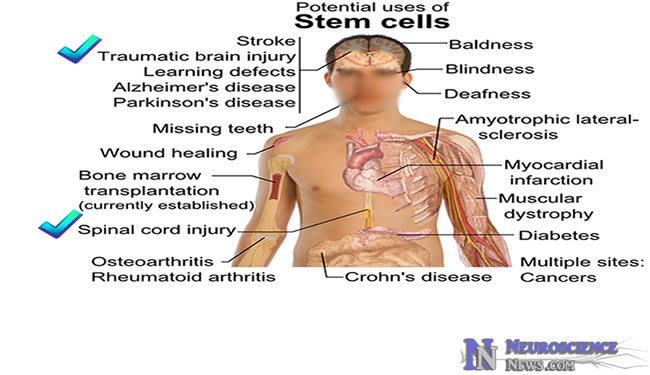 Potential uses of
Stem cells
Stroke
Traumatic brain injury
Learning defects
Alzheimer's disease
Parkinson's disease
Missing teeth
Wound healing
Bone marrow
transplantation
(currently established)
Spinal cord injury
Osteoarthritis
Rheumatoid arthritis
Baldness
Blindness
Deafness
Amyotrophic lateral-
sclerosis
Myocardial
infarction
Muscular
dystrophy
Diabetes
Multiple sites:
Cancers
Crohn's disease
N
N
Neuroscience
News.com